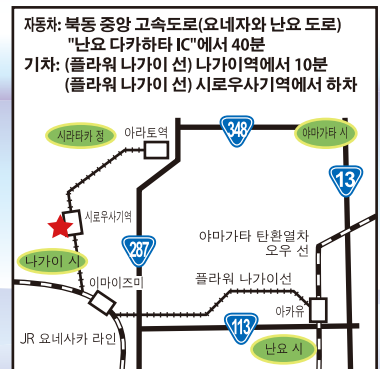 자동차: 북동 중앙 고속도로(요네자와 난요 도로)
"난요 다카하타 IC"에서 40분
기차: (플라워 나가이 선) 나가이역에서 10분
(플라워 나가이 선) 시로우사기역에서 하차
시라타카 정
아라토역
348
야마가타 시
13
시로우사기역
287
야마가타 탄환열차
오우 선
나가이 시
이마이즈미
플라워 나가이선
아카유
113
JR 요네사카 라인
난요 시